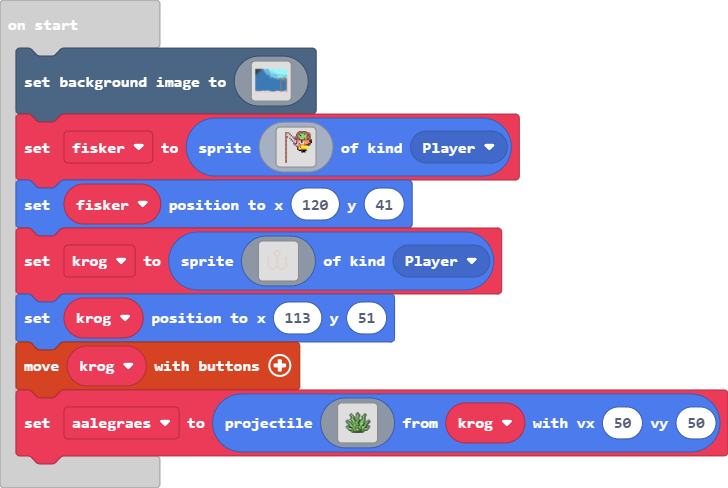 on start
set background image to
set fisker to sprite of kind Player
set fisker position to x 120 y 41
set krog to sprite of kind Player
set krog position to x 113 y 51
move krog with buttons
set aalegraes to projectile from krog with vx 50 vy 50